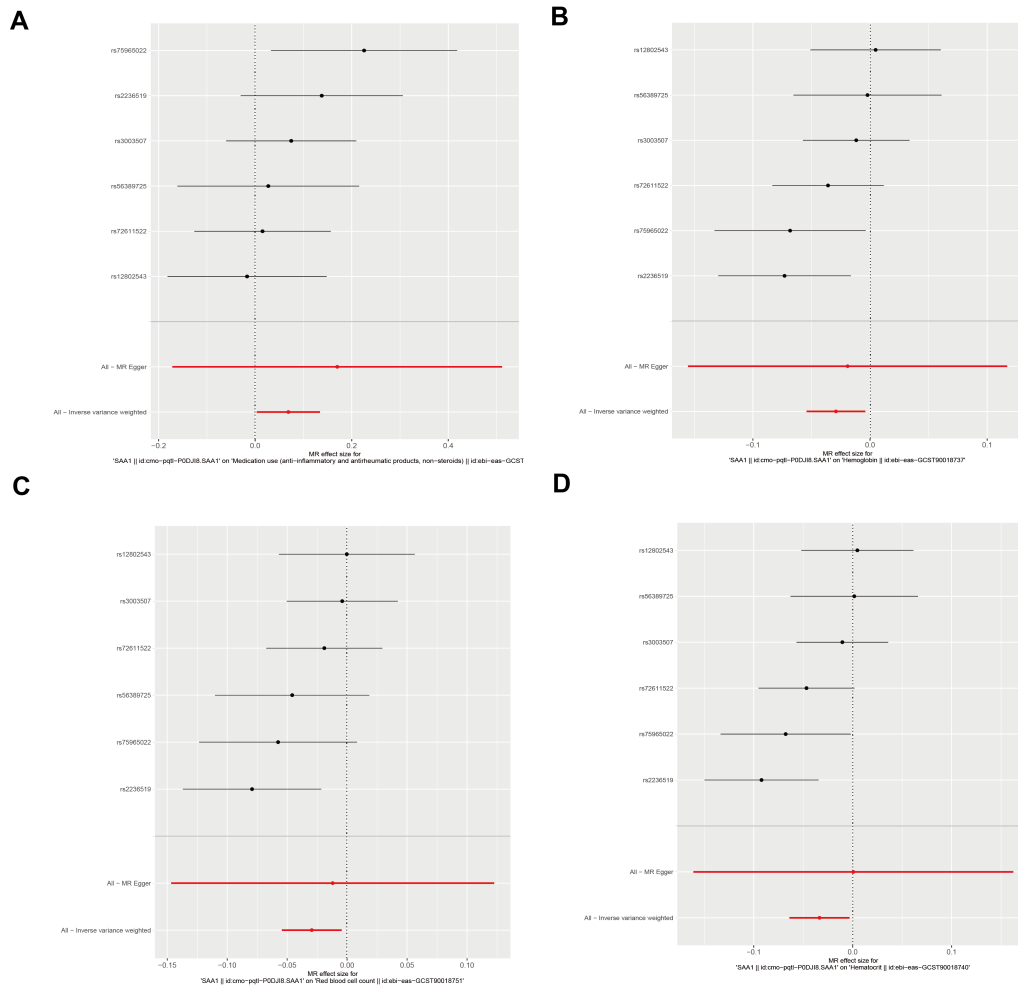 A
rs75965022
rs2236519
rs3003507
rs56389725
rs72611522
rs12802543
All − MR Egger
All − Inverse variance weighted
−0.2 0.0 0.2 0.4
MR effect size for
'SAA1 || id:cmo−pqtl−P0DJI8.SAA1' on 'Medication use (anti−inflammatory and antirheumatic products, non−steroids) || id:ebi−eas−GCST
B
rs12802543
rs56389725
rs3003507
rs72611522
rs75965022
rs2236519
All − MR Egger
All − Inverse variance weighted
−0.1 0.0 0.1
MR effect size for
'SAA1 || id:cmo−pqtl−P0DJI8.SAA1' on 'Hemoglobin || id:ebi−eas−GCST90018737'
C
rs12802543
rs3003507
rs72611522
rs56389725
rs75965022
rs2236519
All − MR Egger
All − Inverse variance weighted
−0.15 −0.10 −0.05 0.00 0.05 0.10
MR effect size for
'SAA1 || id:cmo−pqtl−P0DJI8.SAA1' on 'Red blood cell count || id:ebi−eas−GCST90018751'
D
rs12802543
rs56389725
rs3003507
rs72611522
rs75965022
rs2236519
All − MR Egger
All − Inverse variance weighted
−0.1 0.0 0.1
MR effect size for
'SAA1 || id:cmo−pqtl−P0DJI8.SAA1' on 'Hematocrit || id:ebi−eas−GCST90018740'